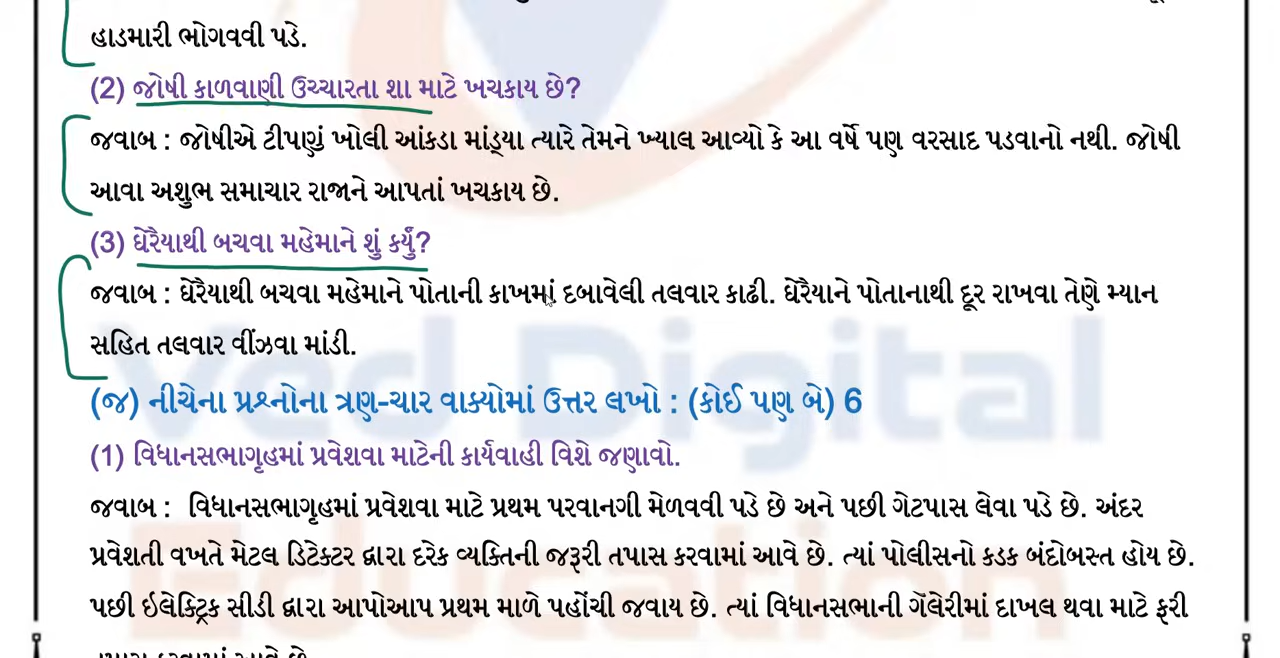 હાડમારી ભોગવવી પડે.
(2) જોષી કાળવાણી ઉચ્ચારતા શા માટે ખચકાય છે?
જવાબ : જોષીએ ટીપણું ખોલી આંકડા માંડ્યા ત્યારે તેમને ખ્યાલ આવ્યો કે આ વર્ષે પણ વરસાદ પડવાનો નથી. જોષી
આવા અશુભ સમાચાર રાજાને આપતાં ખચકાય છે.
(3) ઘેરૈયાથી બચવા મહેમાને શું કર્યું?
જવાબ : ઘેરૈયાથી બચવા મહેમાને પોતાની કાખમાં દબાવેલી તલવાર કાઢી. ઘેરૈયાને પોતાનાથી દૂર રાખવા તેણે મ્યાન
સહિત તલવાર વીંઝવા માંડી.
Ved Digital
(જ) નીચેના પ્રશ્નોના ત્રણ-ચાર વાક્યોમાં ઉત્તર લખો : (કોઈ પણ બે) 6
(1) વિધાનસભાગૃહમાં પ્રવેશવા માટેની કાર્યવાહી વિશે જણાવો.
જવાબ :  વિધાનસભાગૃહમાં પ્રવેશવા માટે પ્રથમ પરવાનગી મેળવવી પડે છે અને પછી ગેટપાસ લેવા પડે છે. અંદર
પ્રવેશતી વખતે મેટલ ડિટેક્ટર દ્વારા દરેક વ્યક્તિની જરૂરી તપાસ કરવામાં આવે છે. ત્યાં પોલીસનો કડક બંદોબસ્ત હોય છે.
Education
પછી ઇલેક્ટ્રિક સીડી દ્વારા આપોઆપ પ્રથમ માળે પહોંચી જવાય છે. ત્યાં વિધાનસભાની ગૅલેરીમાં દાખલ થવા માટે ફરી